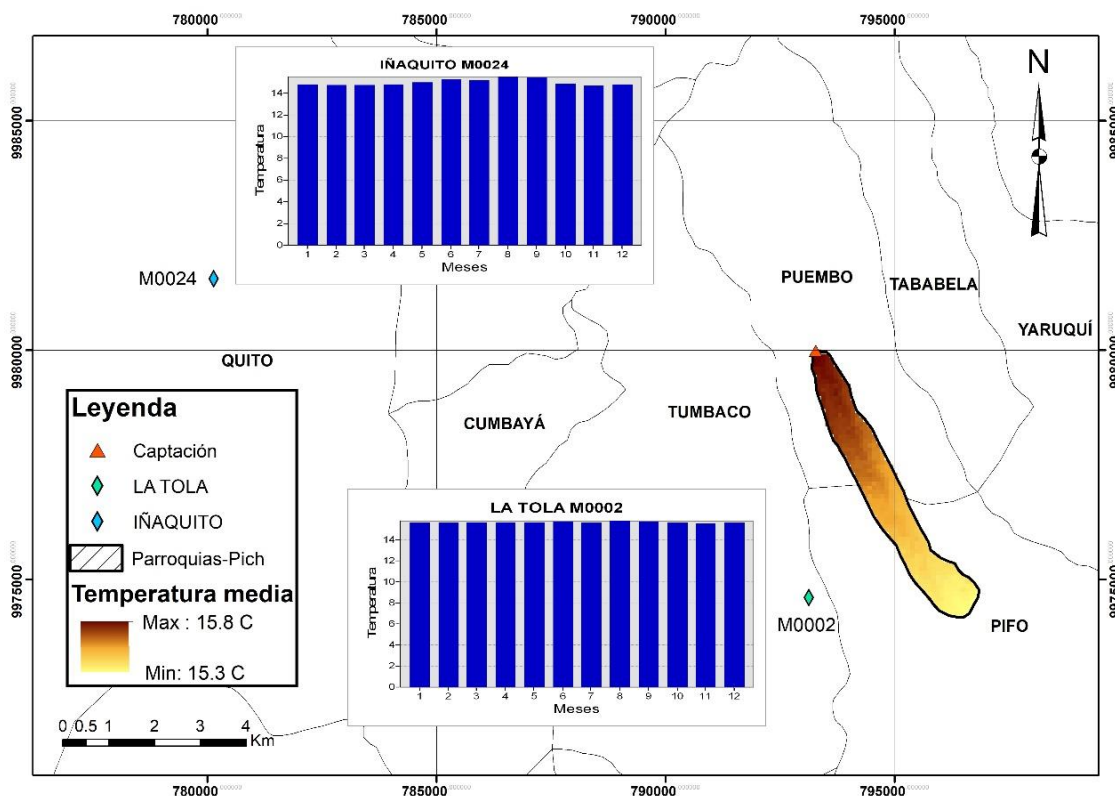 780000 785000 790000 795000
N
IÑAQUITO M0024
Temperatura
14
12
10
8
6
4
2
0
1 2 3 4 5 6 7 8 9 10 11 12
Meses
9985000 9985000
M0024
PUEMBO
TABABELA
YARUQUÍ
9980000 9980000
QUITO
CUMBAYÁ
TUMBACO
Leyenda
Captación
LA TOLA
IÑAQUITO
Parroquias-Pich
Temperatura media
Max : 15.8 C
Min: 15.3 C
LA TOLA M0002
Temperatura
14
12
10
8
6
4
2
0
1 2 3 4 5 6 7 8 9 10 11 12
Meses
9975000 9975000
M0002
PIFO
0 0.5 1 2 3 4
Km
780000 785000 790000 795000